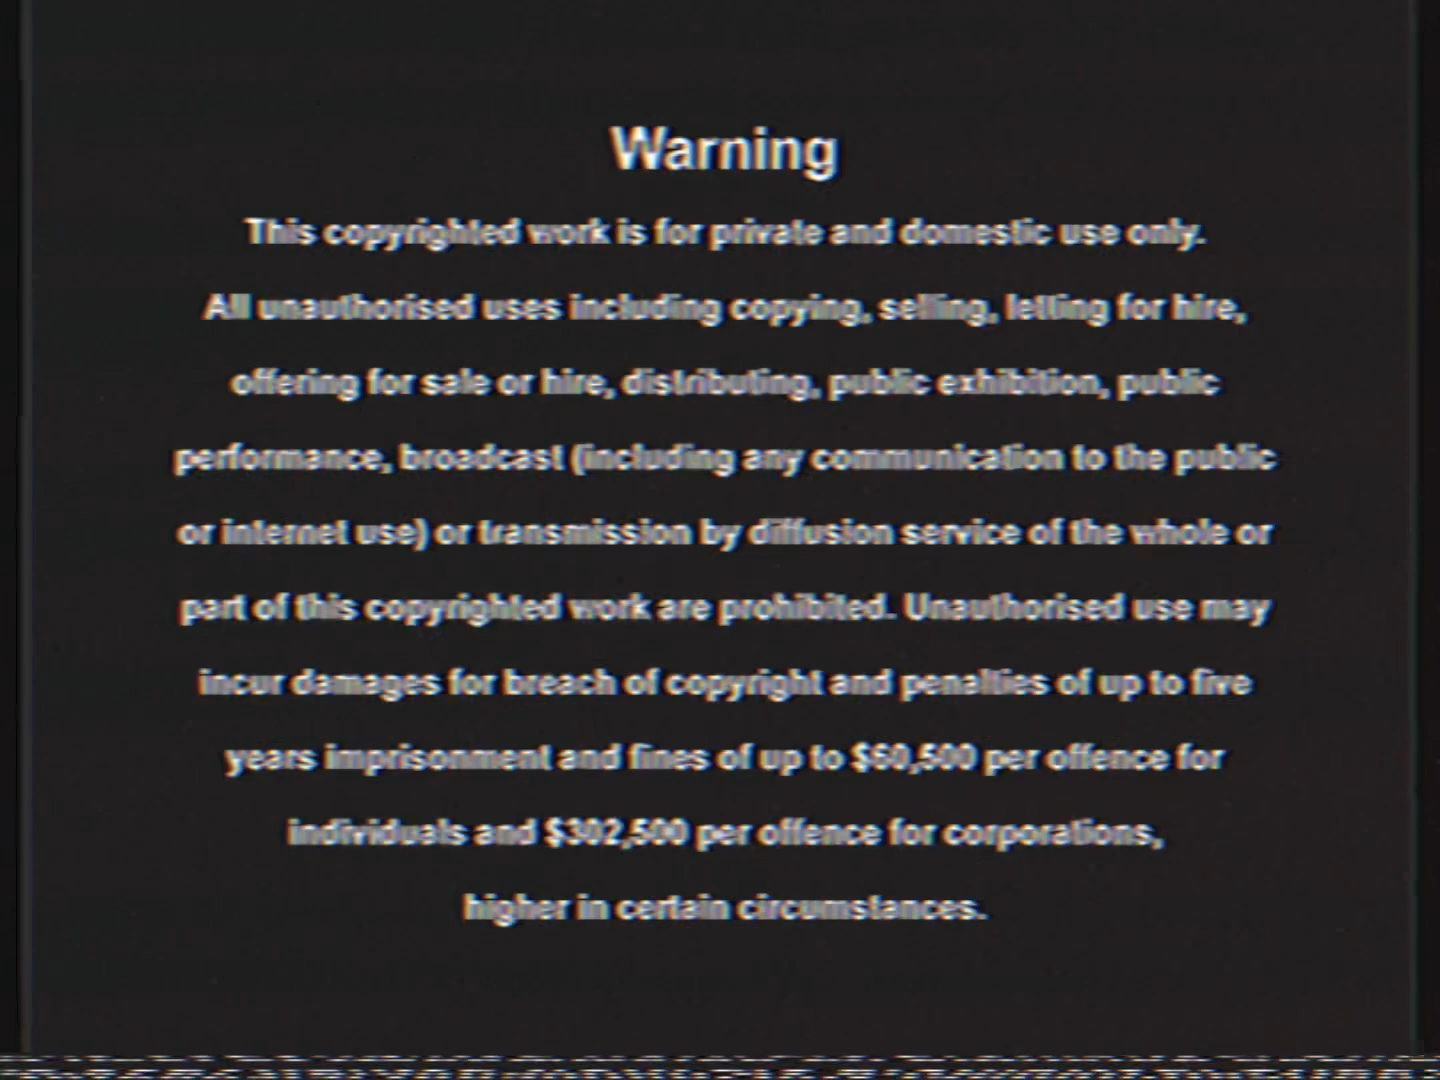 Warning
This copyrighted work is for private and domestic use only.
All unauthorised uses including copying, selling, letting for hire,
offering for sale or hire, distributing, public exhibition, public
performance, broadcast (including any communication to the public
or internet use) or transmission by diffusion service of the whole or
part of this copyrighted work are prohibited. Unauthorised use may
incur damages for breach of copyright and penalties of up to five
years imprisonment and fines of up to $60,500 per offence for
individuals and $302,500 per offence for corporations,
higher in certain circumstances.